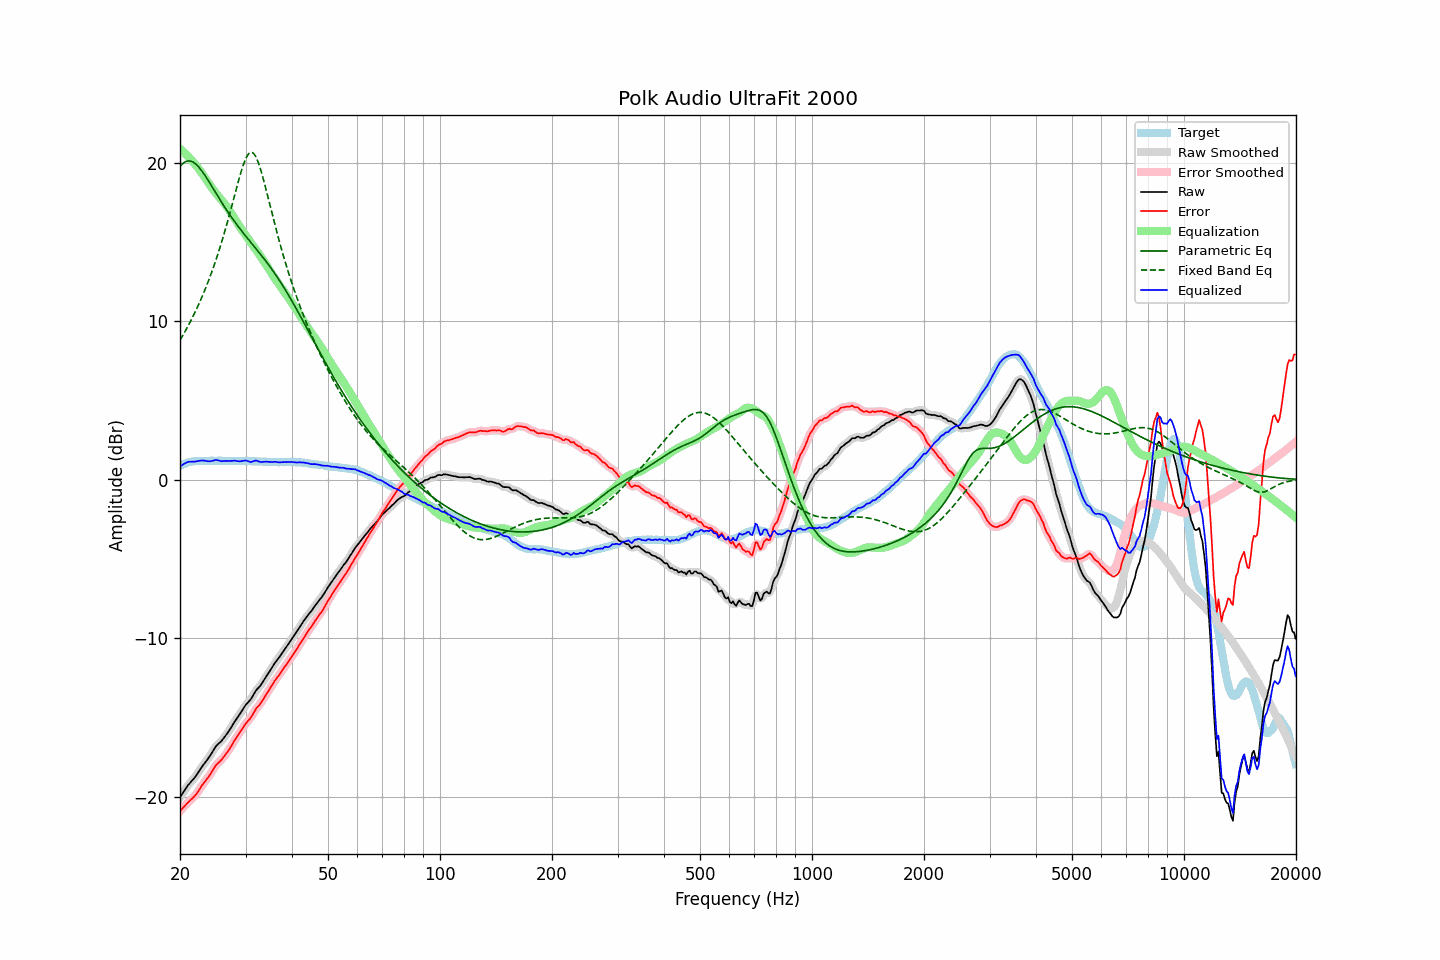 Polk Audio UltraFit 2000
Target
Raw Smoothed
Error Smoothed
Raw
Error
Equalization
Parametric Eq
Fixed Band Eq
Equalized
20
10
0
−10
−20
Amplitude (dBr)
20 50 100 200 500 1000 2000 5000 10000 20000
Frequency (Hz)